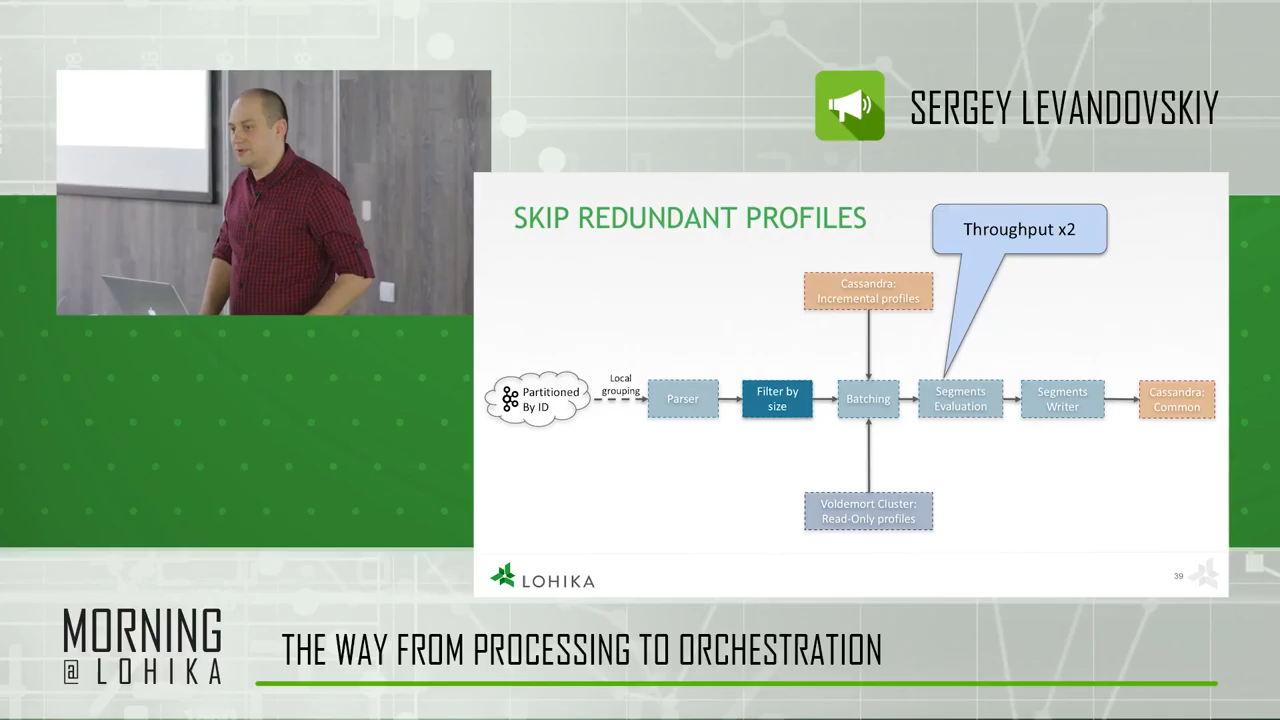 SERGEY LEVANDOVSKIY
SKIP REDUNDANT PROFILES
Throughput x2
Cassandra:
Incremental profiles
Partitioned
By ID
Local
grouping
Parser
Filter by
size
Batching
Segments
Evaluation
Segments
Writer
Cassandra:
Common
Voldemort Cluster:
Read-Only profiles
LOHIKA
39
MORNING
@ LOHIKA
THE WAY FROM PROCESSING TO ORCHESTRATION